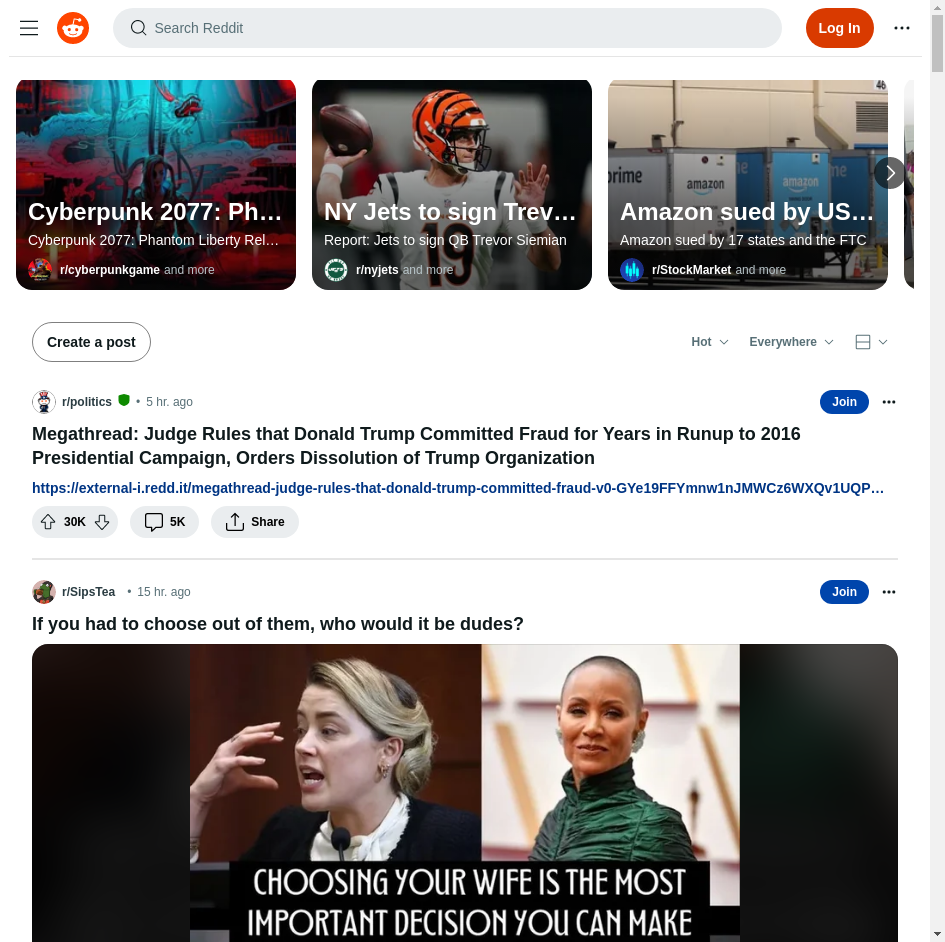 Search Reddit
Log In
Cyberpunk 2077: Ph...
Cyberpunk 2077: Phantom Liberty Rel...
r/cyberpunkgame and more
NY Jets to sign Trev...
Report: Jets to sign QB Trevor Siemian
r/nyjets and more
46
prime
amazon
amazon
Amazon sued by US...
Amazon sued by 17 states and the FTC
r/StockMarket and more
Create a post
Hot
Everywhere
r/politics • 5 hr. ago
Join
Megathread: Judge Rules that Donald Trump Committed Fraud for Years in Runup to 2016
Presidential Campaign, Orders Dissolution of Trump Organization
https://external-i.redd.it/megathread-judge-rules-that-donald-trump-committed-fraud-v0-GYe19FFYmnw1nJMWCz6WXQv1UQP...
30K
5K
Share
r/SipsTea • 15 hr. ago
Join
If you had to choose out of them, who would it be dudes?
CHOOSING YOUR WIFE IS THE MOST
IMPORTANT DECISION YOU CAN MAKE